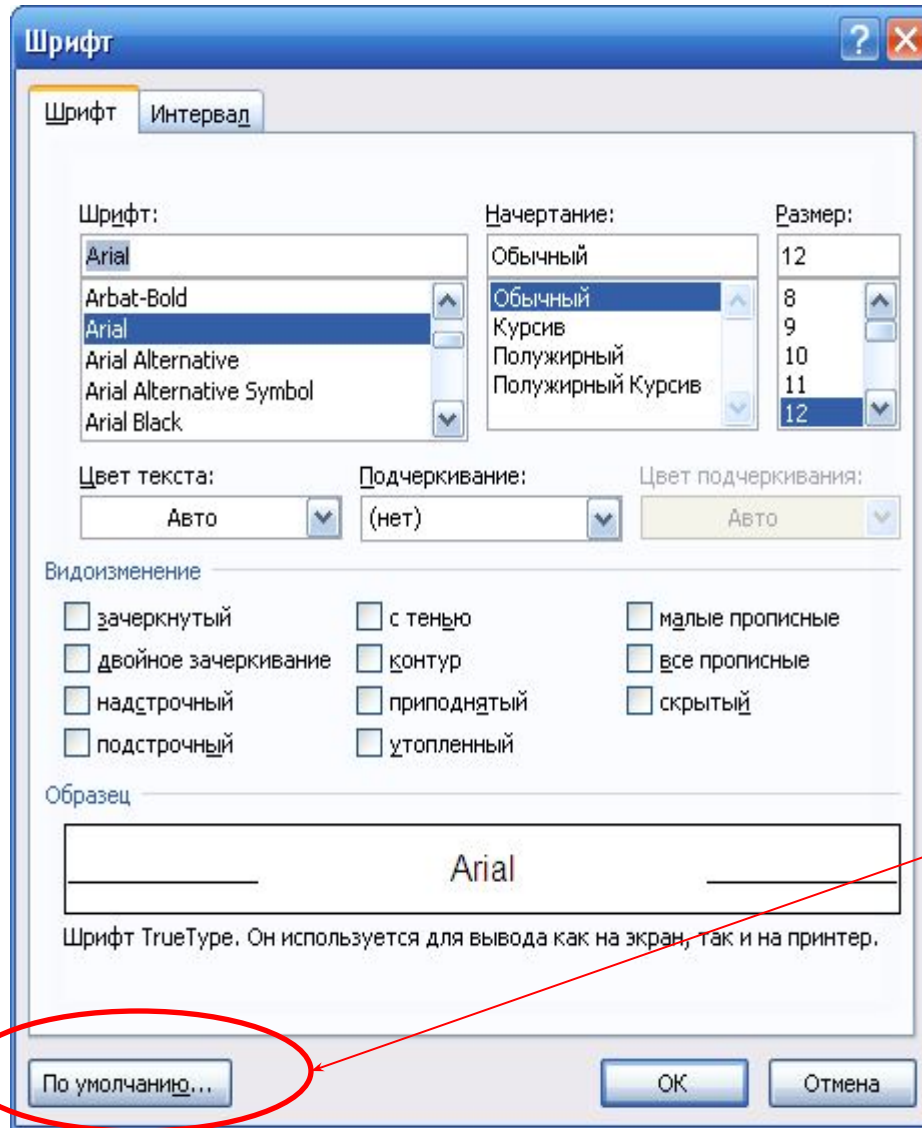 Шрифт
Шрифт Интервал
Шрифт: Начертание: Размер:
Arial Обычный 12
Arbat-Bold Обычный 8
Arial Курсив 9
Arial Alternative Полужирный 10
Arial Alternative Symbol Полужирный Курсив 11
Arial Black 12
Цвет текста: Подчеркивание: Цвет подчеркивания:
Авто (нет) Авто
Видоизменение
зачеркнутый с тенью малые прописные
двойное зачеркивание контур все прописные
надстрочный приподнятый скрытый
подстрочный утопленный
Образец
Arial
Шрифт TrueType. Он используется для вывода как на экран, так и на принтер.
По умолчанию... ОК Отмена